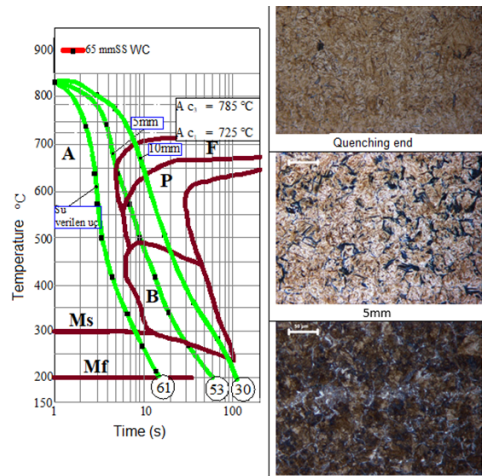 900
65 mmSS WC
800
A c₃ = 785 °C
5mm
A c₁ = 725 °C
700
A
F
10mm
P
600
Su
verilen uç
500
400
B
Ms
300
Mf
200
150
61
53
30
1
10
100
Temperature °C
Time (s)
Quenching end
5mm